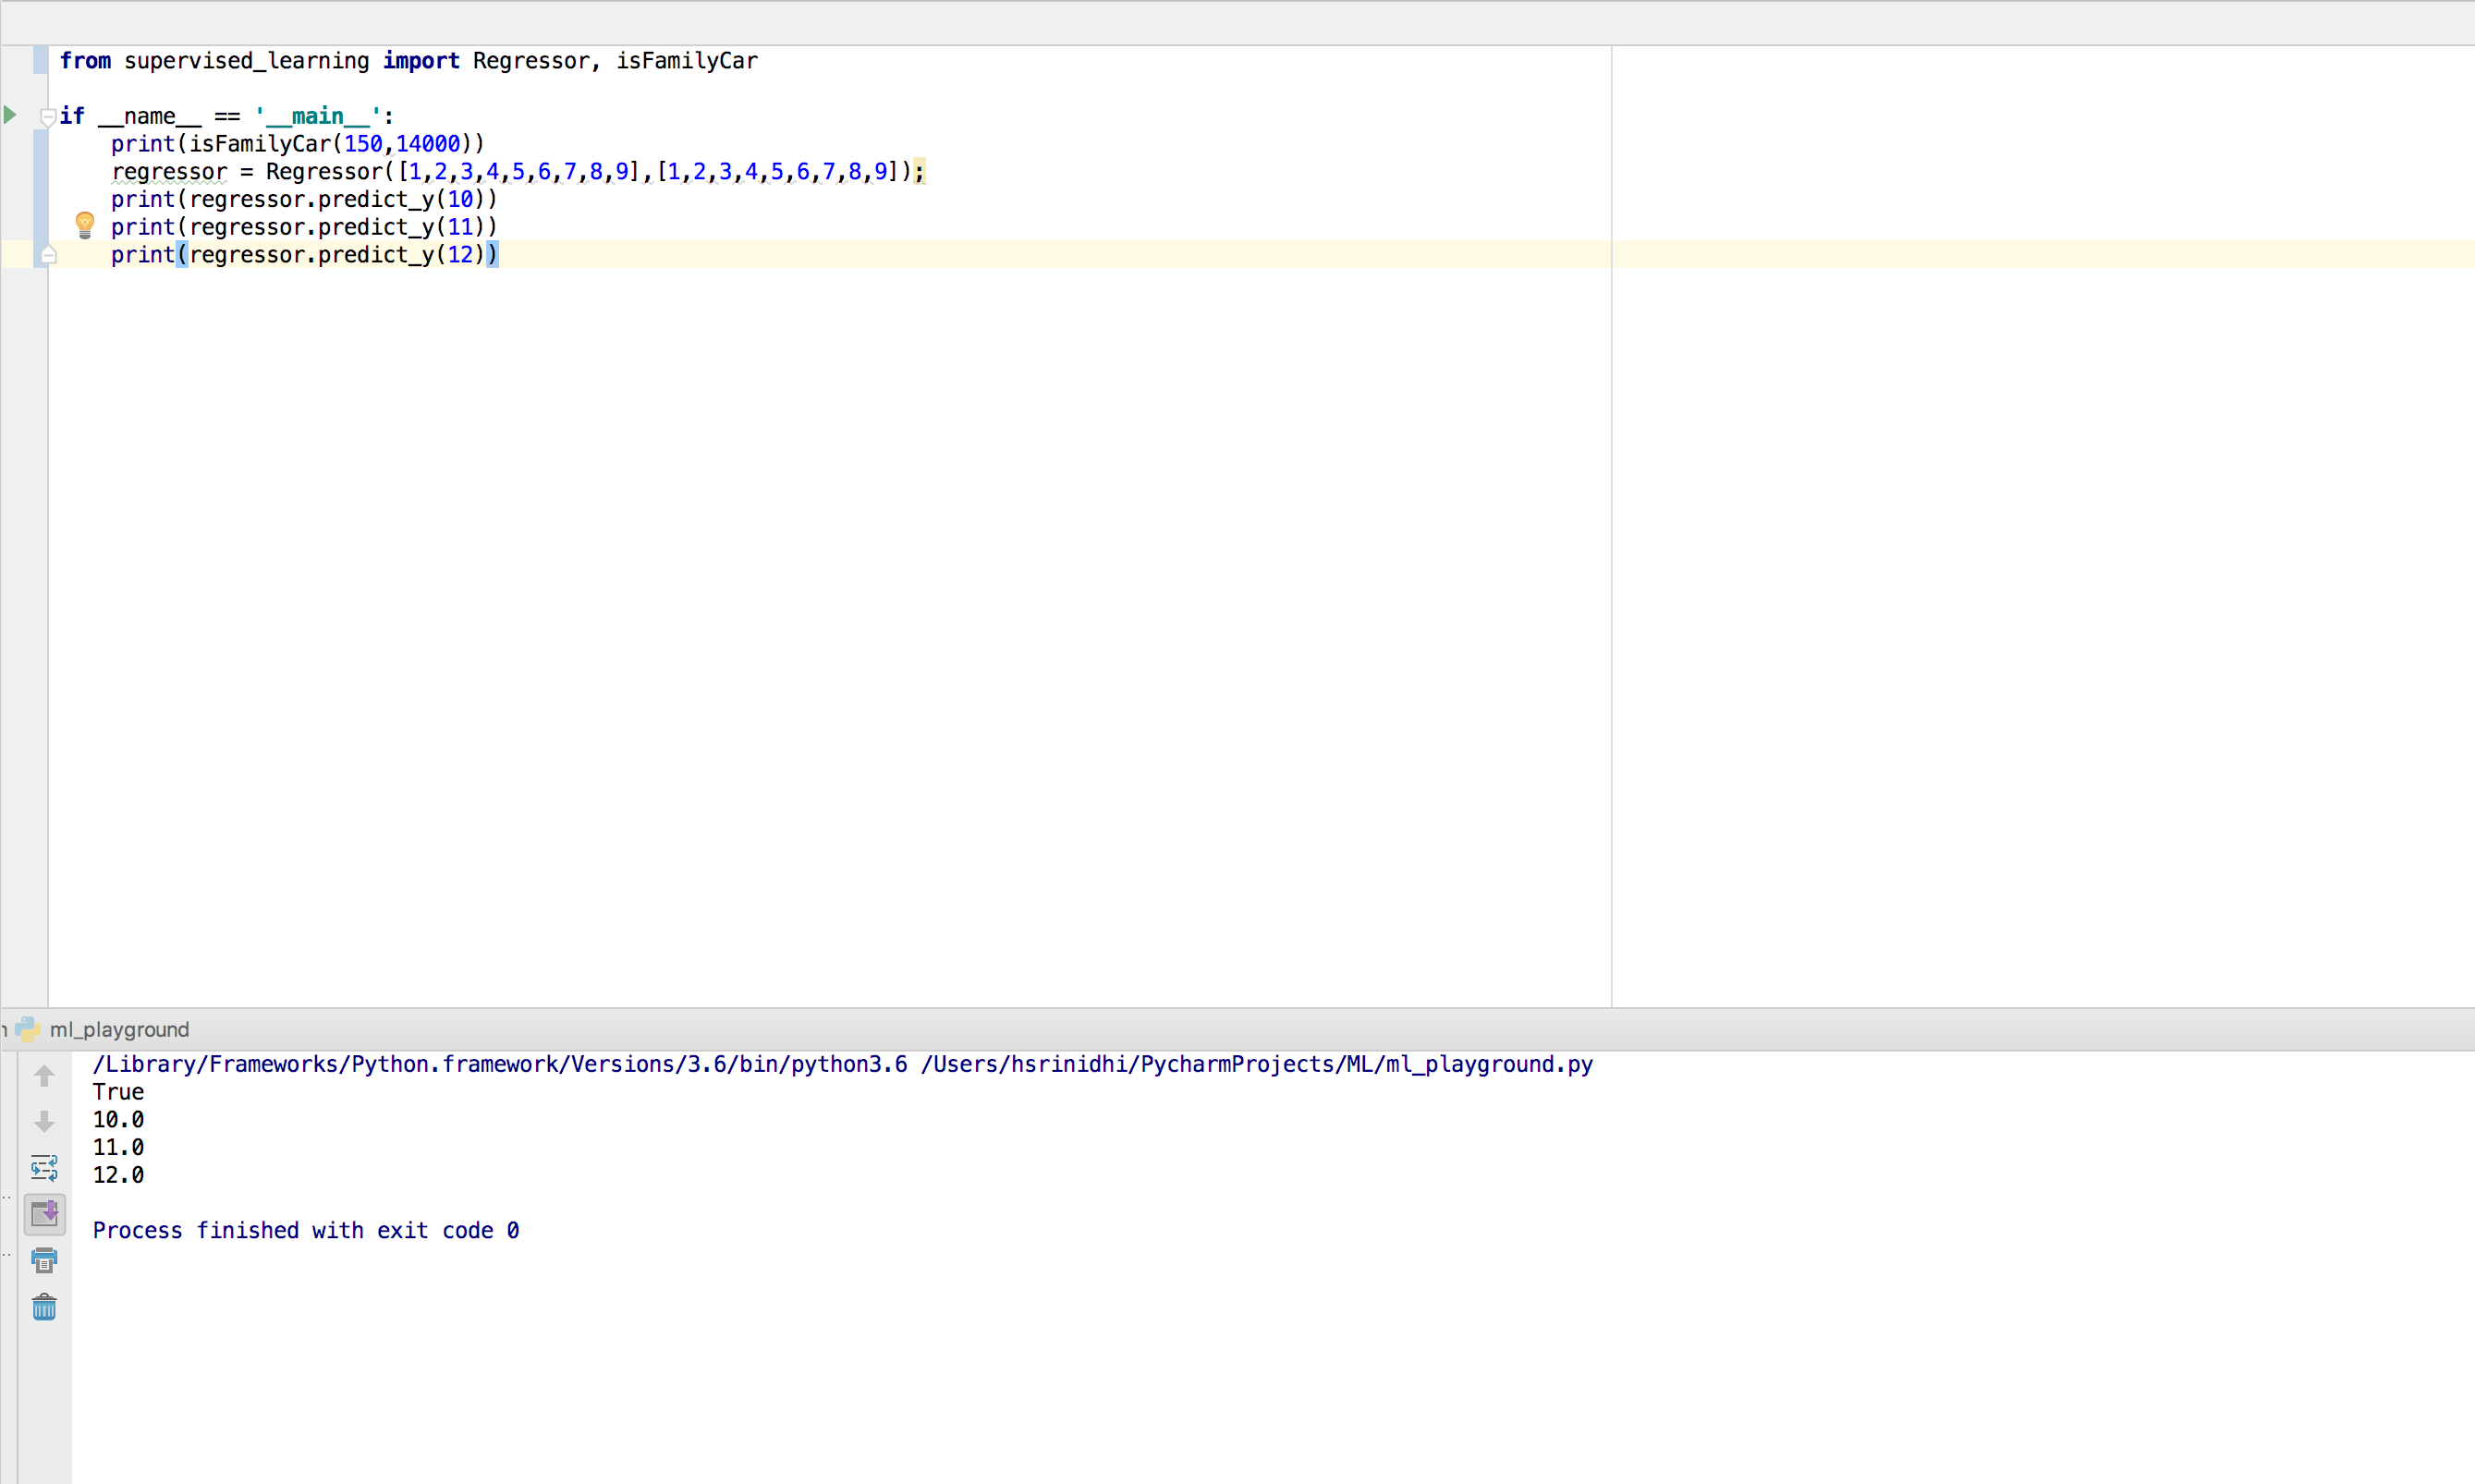 from supervised_learning import Regressor, isFamilyCar
if __name__ == '__main__':
print(isFamilyCar(150,14000))
regressor = Regressor([1,2,3,4,5,6,7,8,9],[1,2,3,4,5,6,7,8,9]);
print(regressor.predict_y(10))
print(regressor.predict_y(11))
print(regressor.predict_y(12))
ml_playground
/Library/Frameworks/Python.framework/Versions/3.6/bin/python3.6 /Users/hsrinidhi/PycharmProjects/ML/ml_playground.py
True
10.0
11.0
12.0
Process finished with exit code 0